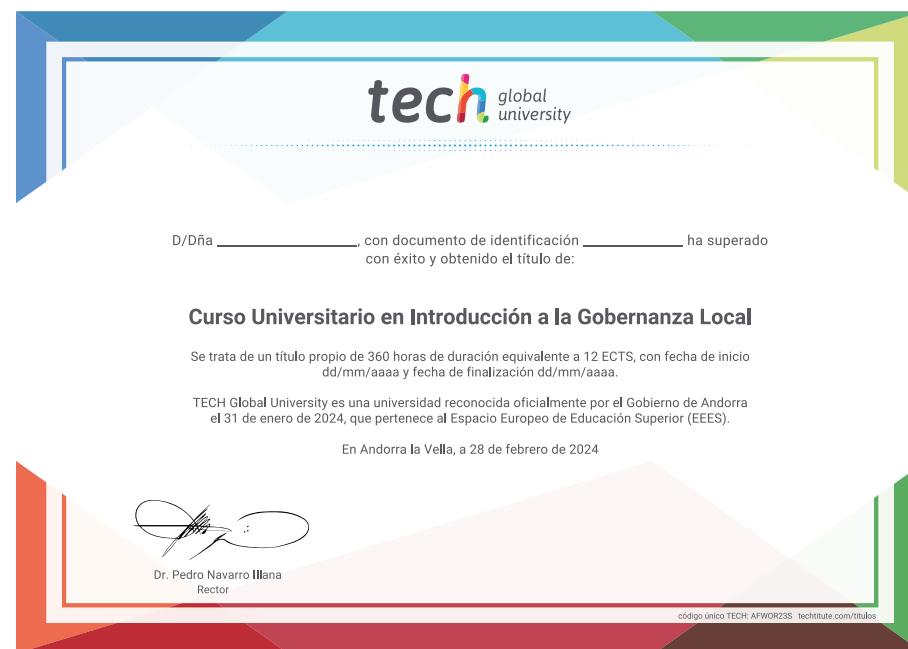 tech global university
D/Dña ____________________, con documento de identificación ______________ ha superado
con éxito y obtenido el título de:
Curso Universitario en Introducción a la Gobernanza Local
Se trata de un título propio de 360 horas de duración equivalente a 12 ECTS, con fecha de inicio
dd/mm/aaaa y fecha de finalización dd/mm/aaaa.
TECH Global University es una universidad reconocida oficialmente por el Gobierno de Andorra
el 31 de enero de 2024, que pertenece al Espacio Europeo de Educación Superior (EEES).
En Andorra la Vella, a 28 de febrero de 2024
Dr. Pedro Navarro Illana
Rector
código único TECH: AFWOR23S techtitute.com/titulos